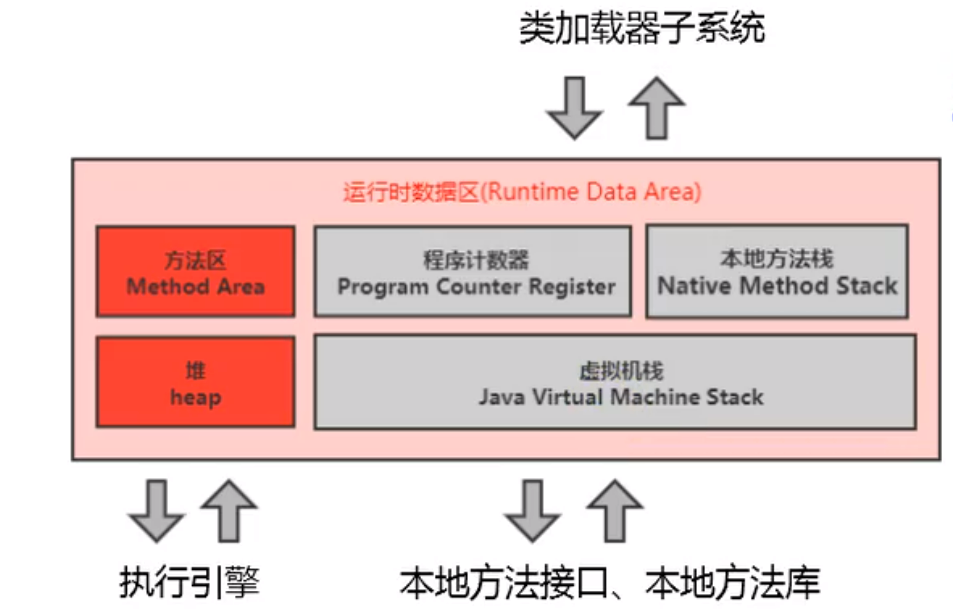 类加载器子系统
运行时数据区(Runtime Data Area)
方法区
Method Area
程序计数器
Program Counter Register
本地方法栈
Native Method Stack
堆
heap
虚拟机栈
Java Virtual Machine Stack
执行引擎
本地方法接口、本地方法库